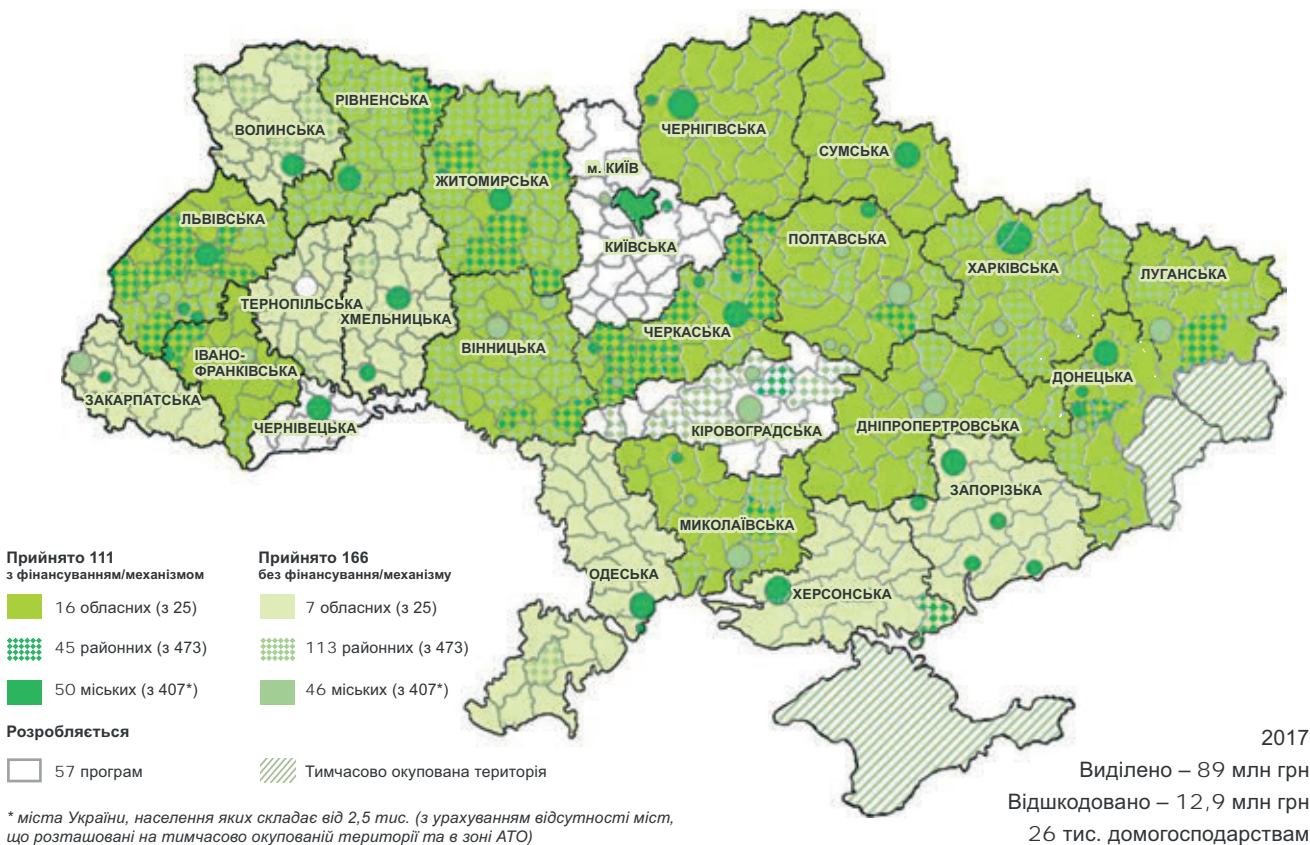 РІВНЕНСЬКА
ВОЛИНСЬКА
ЧЕРНІГІВСЬКА
СУМСЬКА
м. КИЇВ
ЖИТОМИРСЬКА
ЛЬВІВСЬКА
КИЇВСЬКА
ПОЛТАВСЬКА
ХАРКІВСЬКА
ЛУГАНСЬКА
ТЕРНОПІЛЬСЬКА
ХМЕЛЬНИЦЬКА
ЧЕРКАСЬКА
ВІННИЦЬКА
ІВАНО-
ФРАНКІВСЬКА
ДОНЕЦЬКА
ЗАКАРПАТСЬКА
ЧЕРНІВЕЦЬКА
КІРОВОГРАДСЬКА
ДНІПРОПЕРТРОВСЬКА
ЗАПОРІЗЬКА
МИКОЛАЇВСЬКА
ОДЕСЬКА
ХЕРСОНСЬКА
Прийнято 111
з фінансуванням/механізмом
16 обласних (з 25)
45 районних (з 473)
50 міських (з 407*)
Прийнято 166
без фінансування/механізму
7 обласних (з 25)
113 районних (з 473)
46 міських (з 407*)
Розробляється
57 програм
Тимчасово окупована територія
* міста України, населення яких складає від 2,5 тис. (з урахуванням відсутності міст,
що розташовані на тимчасово окупованій території та в зоні АТО)
2017
Виділено – 89 млн грн
Відшкодовано – 12,9 млн грн
26 тис. домогосподарствам